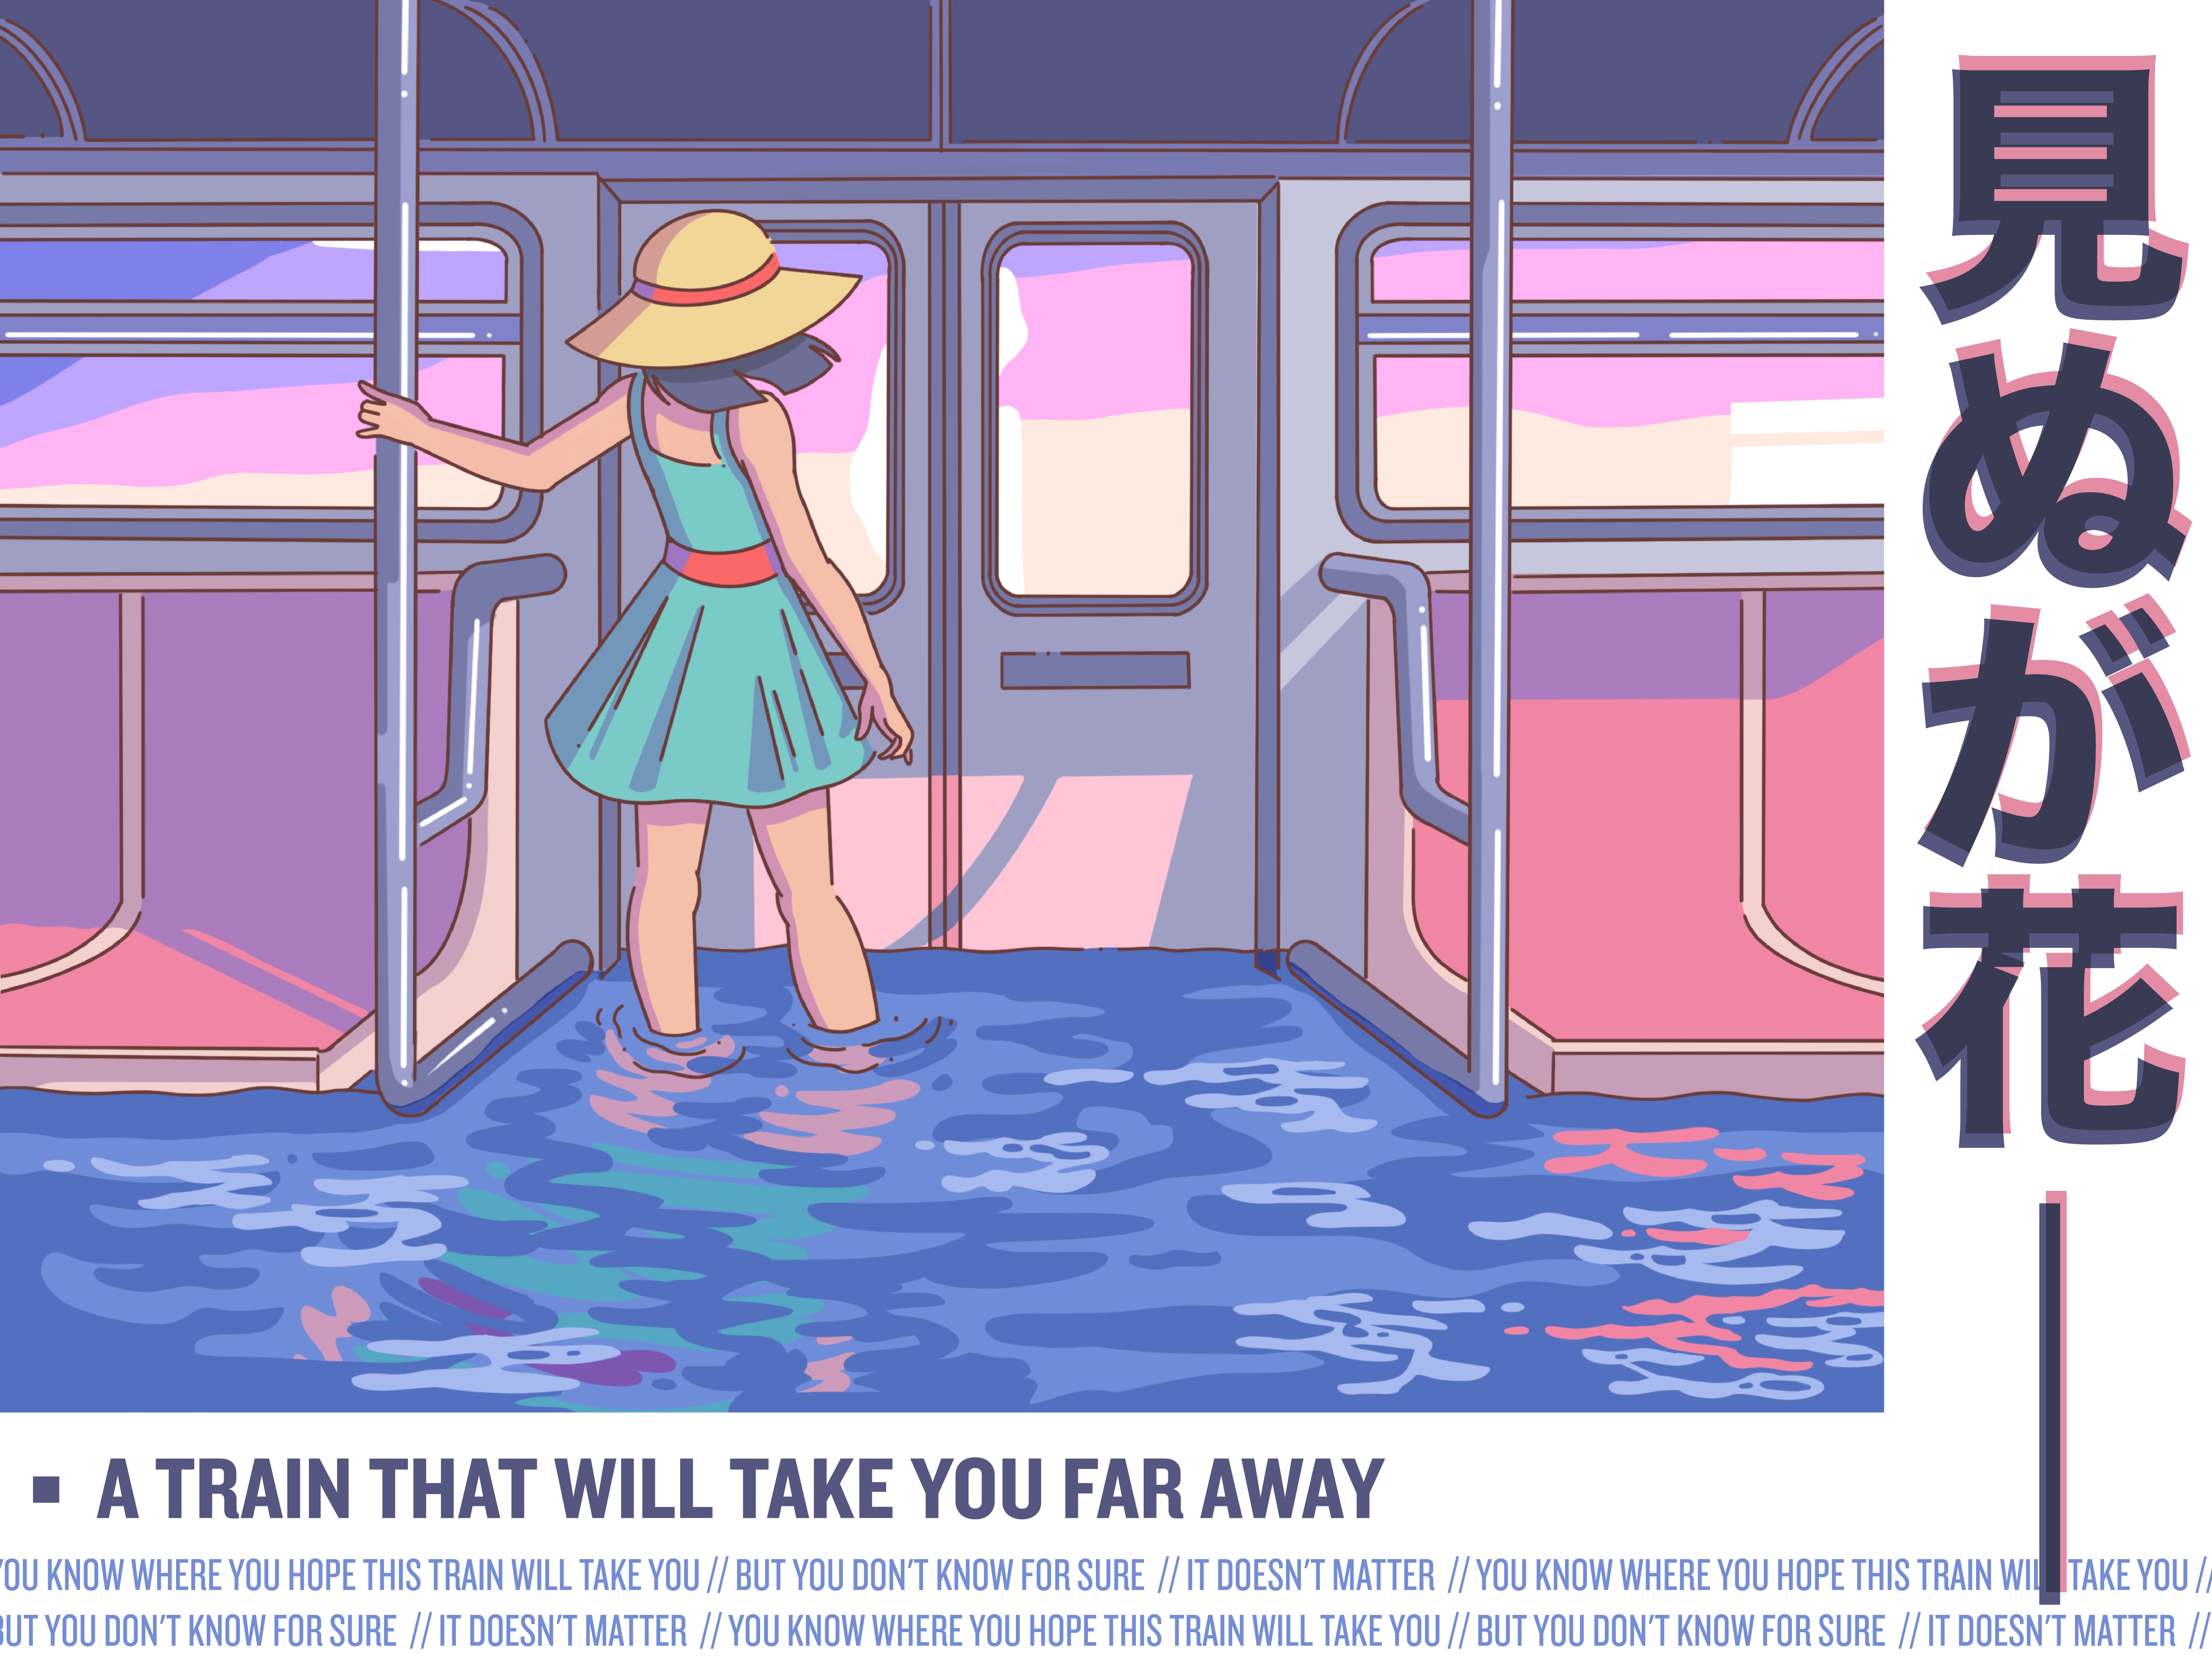 見ぬが花
A TRAIN THAT WILL TAKE YOU FAR AWAY
YOU KNOW WHERE YOU HOPE THIS TRAIN WILL TAKE YOU // BUT YOU DON'T KNOW FOR SURE // IT DOESN'T MATTER // YOU KNOW WHERE YOU HOPE THIS TRAIN WILL TAKE YOU //
BUT YOU DON'T KNOW FOR SURE // IT DOESN'T MATTER // YOU KNOW WHERE YOU HOPE THIS TRAIN WILL TAKE YOU // BUT YOU DON'T KNOW FOR SURE // IT DOESN'T MATTER //